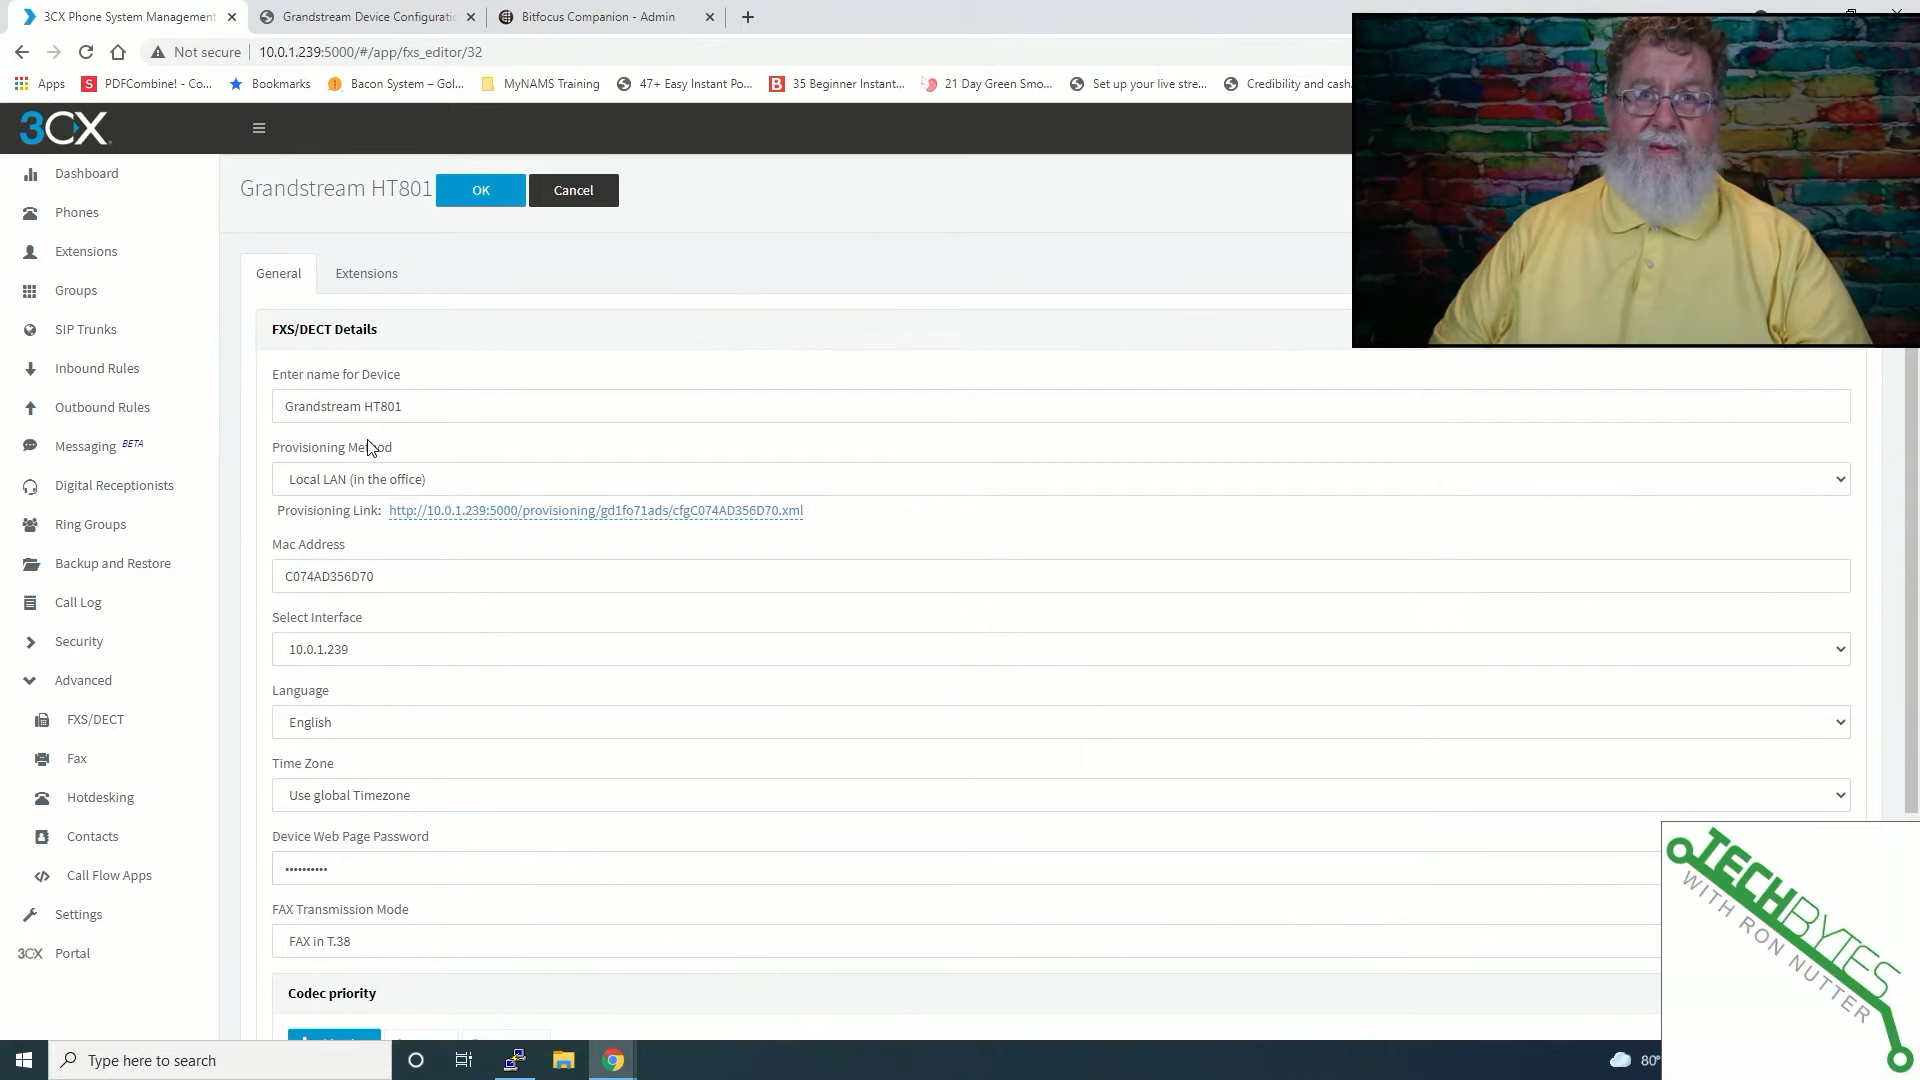 3CX Phone System Management
Grandstream Device Configurati
Bitfocus Companion - Admin
Not secure
10.0.1.239:5000/#/app/fxs_editor/32
Apps
PDFCombine! - Co...
Bookmarks
Bacon System – Gol...
MyNAMS Training
47+ Easy Instant Po...
35 Beginner Instant...
21 Day Green Smo...
Set up your live stre...
Credibility and cash
3CX
Grandstream HT801
OK
Cancel
Dashboard
Phones
Extensions
Groups
SIP Trunks
Inbound Rules
Outbound Rules
Messaging BETA
Digital Receptionists
Ring Groups
Backup and Restore
Call Log
Security
Advanced
FXS/DECT
Fax
Hotdesking
Contacts
Call Flow Apps
Settings
3CX Portal
General
Extensions
FXS/DECT Details
Enter name for Device
Grandstream HT801
Provisioning Method
Local LAN (in the office)
Provisioning Link: http://10.0.1.239:5000/provisioning/gd1fo71ads/cfgC074AD356D70.xml
Mac Address
C074AD356D70
Select Interface
10.0.1.239
Language
English
Time Zone
Use global Timezone
Device Web Page Password
••••••••••
FAX Transmission Mode
FAX in T.38
Codec priority
TECHBYTES
WITH RON NUTTER
Type here to search
80°